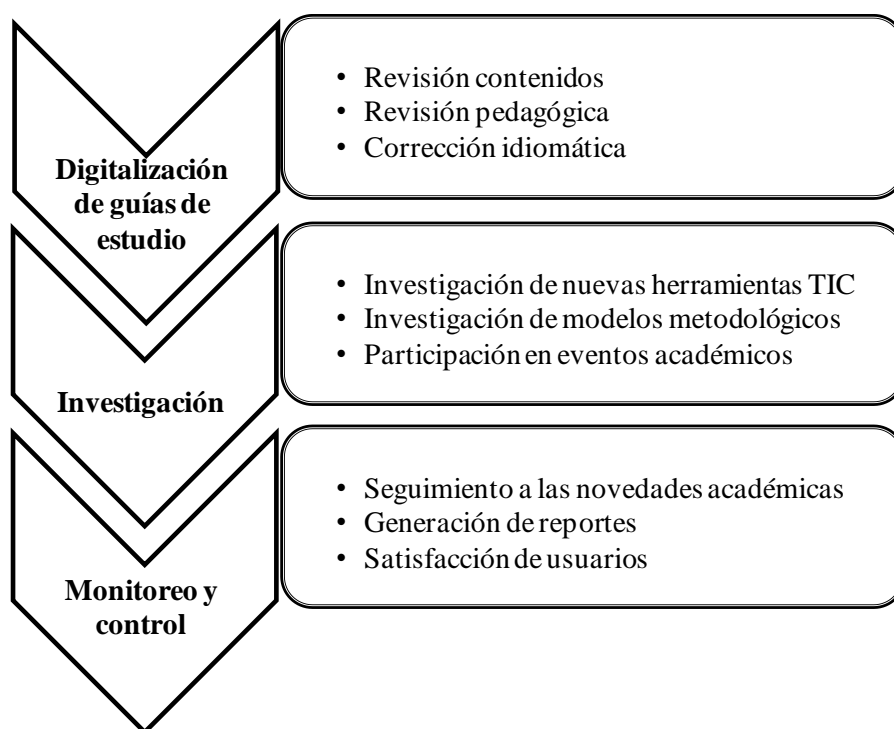 Digitalización
de guías de
estudio
• Revisión contenidos
• Revisión pedagógica
• Corrección idiomática
Investigación
• Investigación de nuevas herramientas TIC
• Investigación de modelos metodológicos
• Participación en eventos académicos
Monitoreo y
control
• Seguimiento a las novedades académicas
• Generación de reportes
• Satisfacción de usuarios